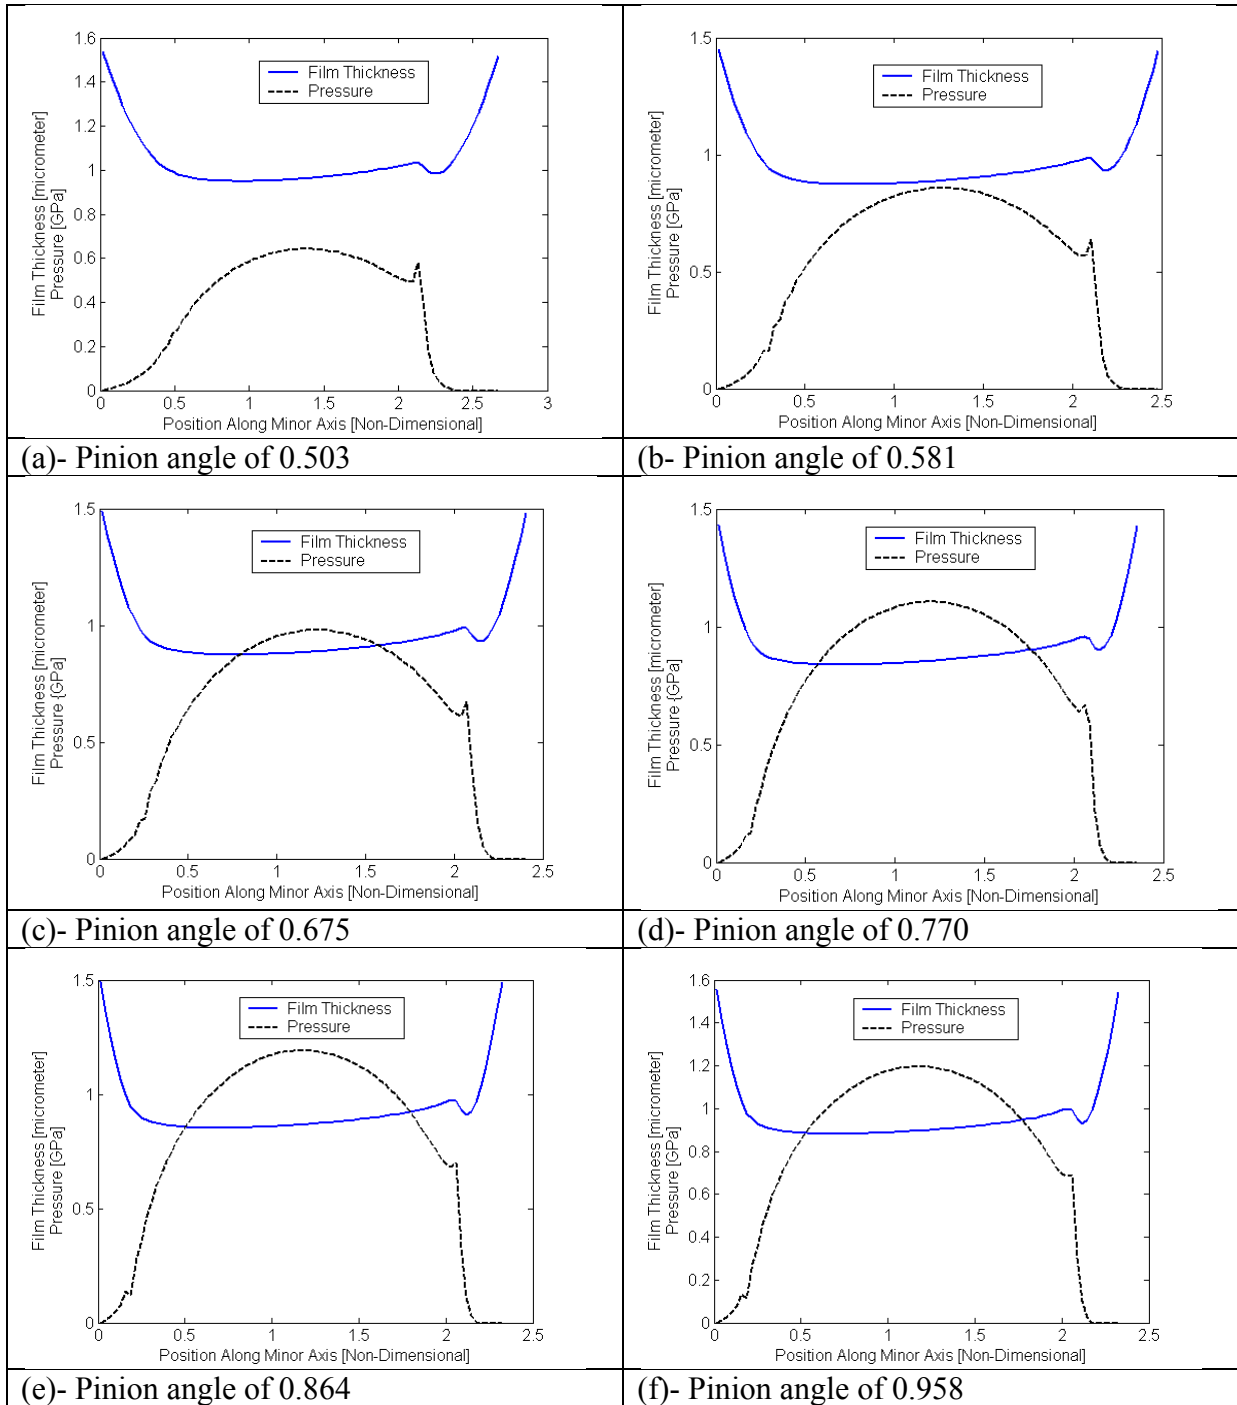 1.6
1.4
1.2
1
0.8
0.6
0.4
0.2
0
Film Thickness [micrometer]
Pressure [GPa]
Film Thickness
Pressure
0 0.5 1 1.5 2 2.5 3
Position Along Minor Axis [Non-Dimensional]
(a)- Pinion angle of 0.503
1.5
1
0.5
0
Film Thickness [micrometer]
Pressure [GPa]
Film Thickness
Pressure
0 0.5 1 1.5 2 2.5
Position Along Minor Axis [Non-Dimensional]
(b- Pinion angle of 0.581
1.5
1
0.5
0
Film Thickness [micrometer]
Pressure {GPa]
Film Thickness
Pressure
0 0.5 1 1.5 2 2.5
Position Along Minor Axis [Non-Dimensional]
(c)- Pinion angle of 0.675
1.5
1
0.5
0
Film Thickness [micrometer]
Pressure {GPa]
Film Thickness
Pressure
0 0.5 1 1.5 2 2.5
Position Along Minor Axis [Non-Dimensional]
(d)- Pinion angle of 0.770
1.5
1
0.5
0
Film Thickness [micrometer]
Pressure [GPa]
Film Thickness
Pressure
0 0.5 1 1.5 2 2.5
Position Along Minor Axis [Non-Dimensional]
(e)- Pinion angle of 0.864
1.6
1.4
1.2
1
0.8
0.6
0.4
0.2
0
Film Thickness [micrometer]
Pressure [GPa]
Film Thickness
Pressure
0 0.5 1 1.5 2 2.5
Position Along Minor Axis [Non-Dimensional]
(f)- Pinion angle of 0.958